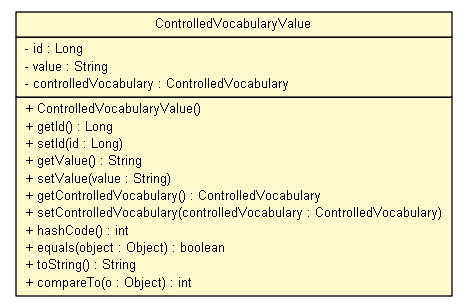 ControlledVocabularyValue
- id : Long
- value : String
- controlledVocabulary : ControlledVocabulary
+ ControlledVocabularyValue()
+ getId() : Long
+ setId(id : Long)
+ getValue() : String
+ setValue(value : String)
+ getControlledVocabulary() : ControlledVocabulary
+ setControlledVocabulary(controlledVocabulary : ControlledVocabulary)
+ hashCode() : int
+ equals(object : Object) : boolean
+ toString() : String
+ compareTo(o : Object) : int